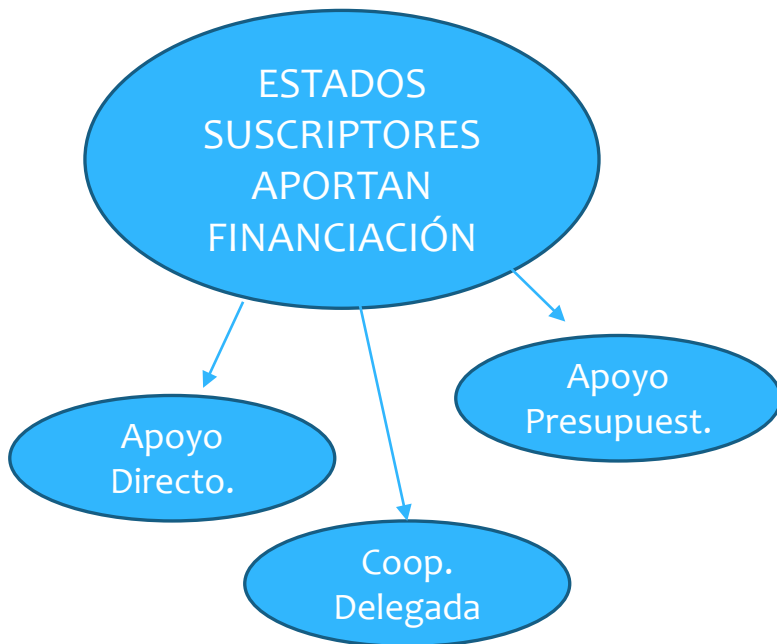 ESTADOS
SUSCRIPTORES
APORTAN
FINANCIACIÓN
Apoyo
Presupuest.
Apoyo
Directo.
Coop.
Delegada